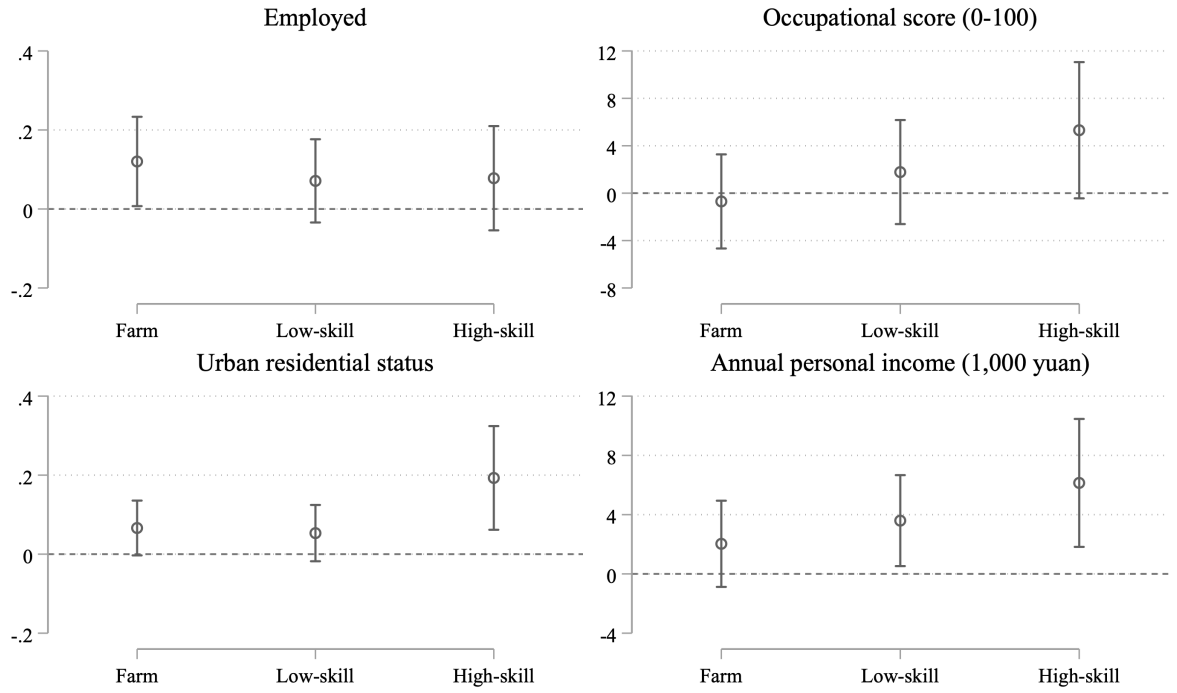 Employed
.4
.2
0
-.2
Farm Low-skill High-skill
Occupational score (0-100)
12
8
4
0
-4
-8
Farm Low-skill High-skill
Urban residential status
.4
.2
0
-.2
Farm Low-skill High-skill
Annual personal income (1,000 yuan)
12
8
4
0
-4
Farm Low-skill High-skill